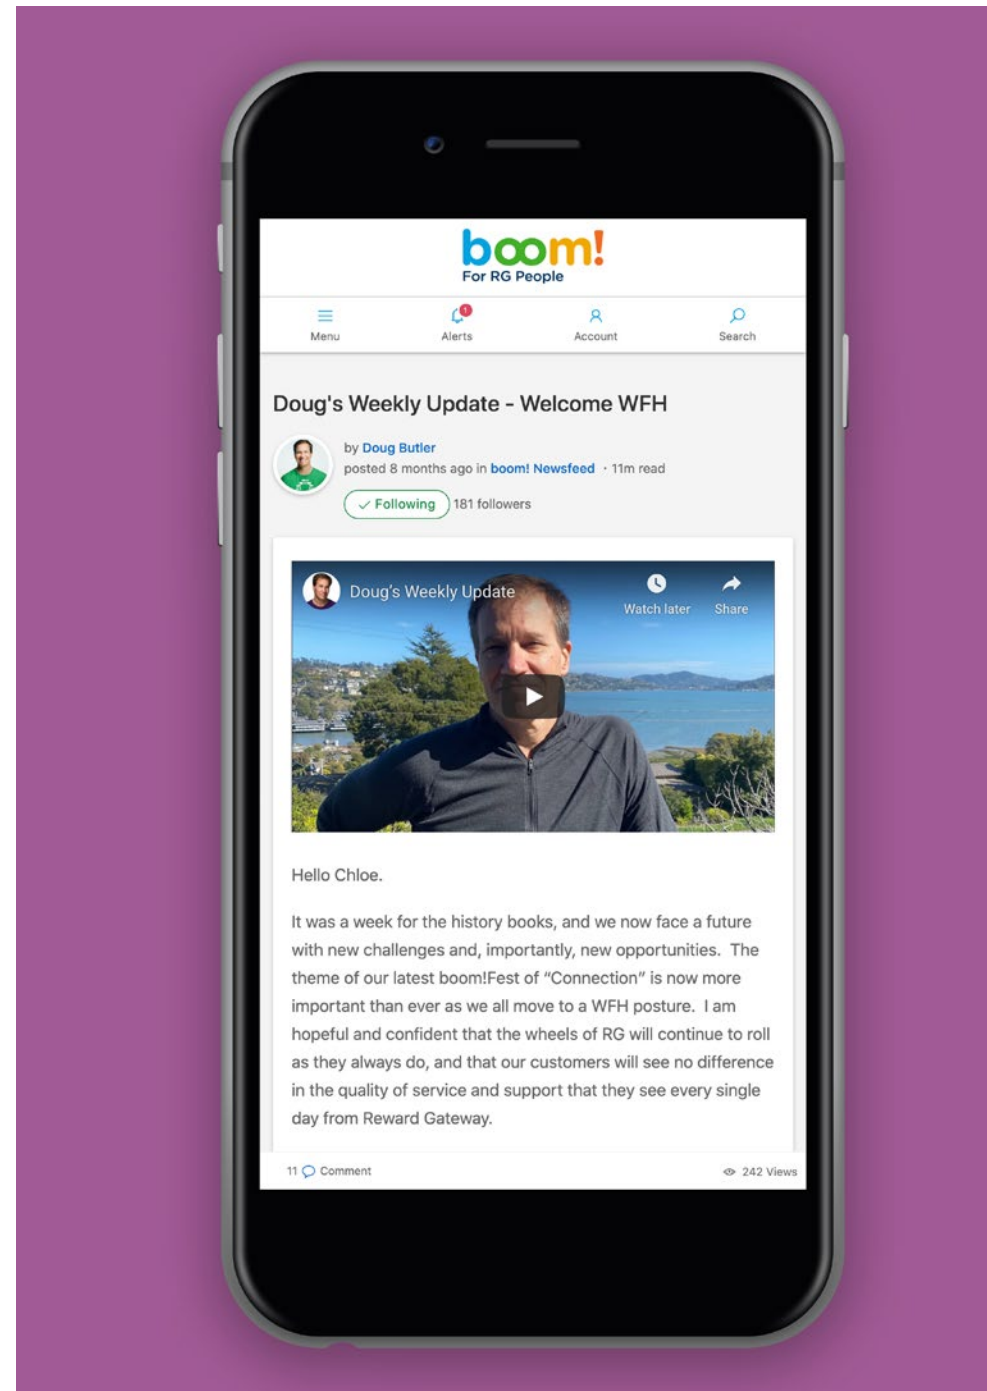 boom!
For RG People
Menu
1
Alerts
Account
Search
Doug's Weekly Update - Welcome WFH
by Doug Butler
posted 8 months ago in boom! Newsfeed · 11m read
✓ Following 181 followers
Doug's Weekly Update
Watch later
Share
Hello Chloe.
It was a week for the history books, and we now face a future
with new challenges and, importantly, new opportunities.  The
theme of our latest boom!Fest of “Connection” is now more
important than ever as we all move to a WFH posture.  I am
hopeful and confident that the wheels of RG will continue to roll
as they always do, and that our customers will see no difference
in the quality of service and support that they see every single
day from Reward Gateway.
11 Comment
242 Views